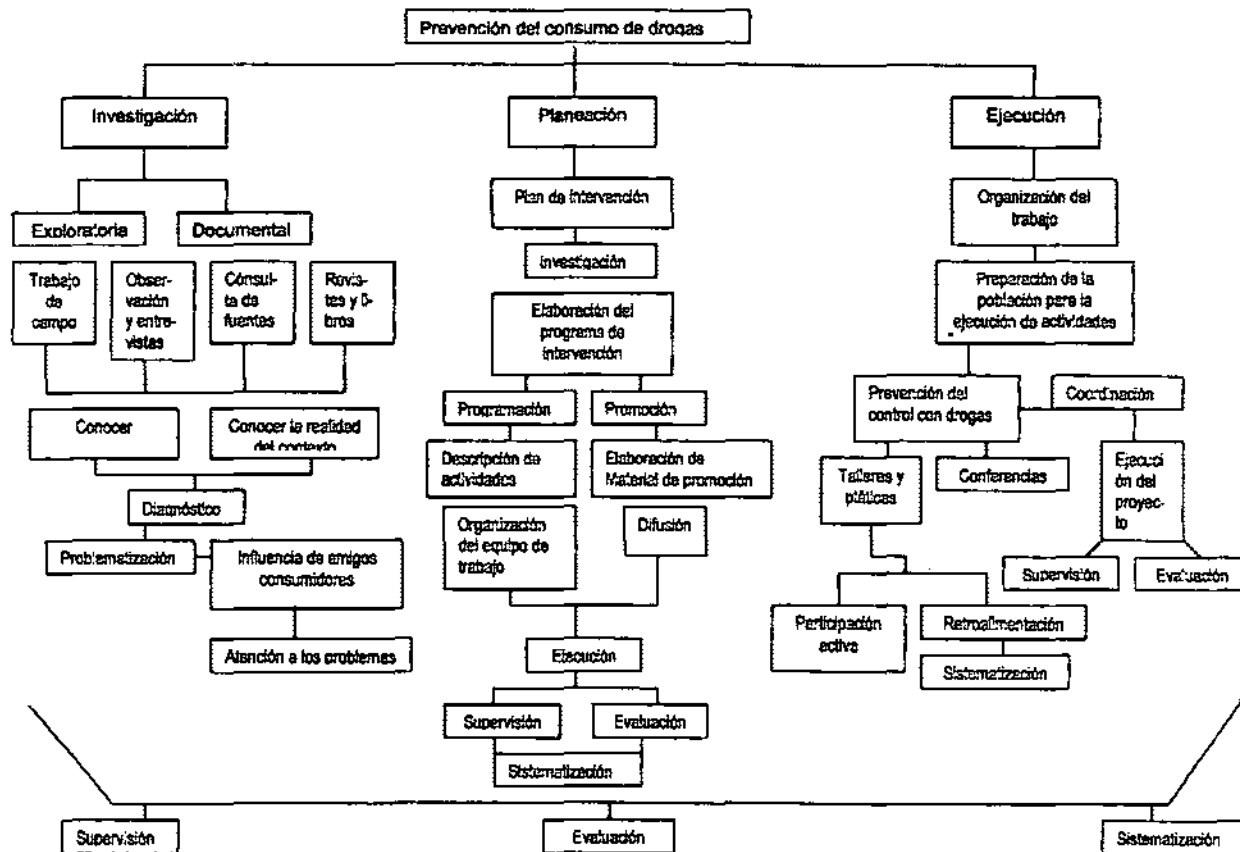 Prevención del consumo de drogas
Investigación
Planeación
Ejecución
Plan de intervención
Organización del
trabajo
Exploratoria
Documental
Investigación
Trabajo
de
campo
Obser-
vación
y entre-
vistas
Consul-
ta de
fuentes
Revis-
tas y li-
bros
Preparación de la
población para la
ejecución de actividades
Elaboración del
programa de
intervención
Prevención del
control con drogas
Coordinación
Programación
Promoción
Conocer
Conocer la realidad
del contexto
Descripción de
actividades
Elaboración de
Material de promoción
Talleres y
pláticas
Conferencias
Ejecuci
ón del
proyec-
to
Diagnóstico
Organización
del equipo de
trabajo
Difusión
Problematización
Influencia de amigos
consumidores
Supervisión
Evaluación
Participación
activa
Retroalimentación
Atención a los problemas
Ejecución
Sistematización
Supervisión
Evaluación
Sistematización
Supervisión
Evaluación
Sistematización